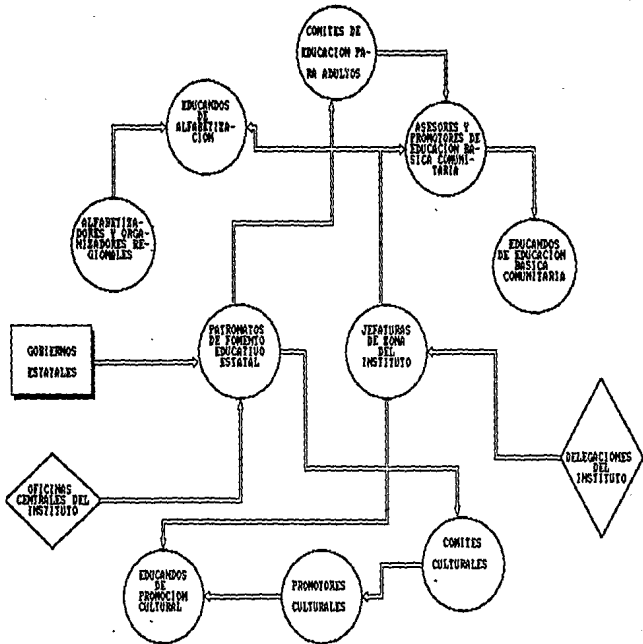 COMITES DE
EDUCACION PA-
RA ADULTOS
EDUCANDOS
DE
ALFABETIZA-
CION
ASESORES Y
PROMOTORES DE
EDUCACION BA-
SICA COMUNI-
TARIA
ALFABETIZA-
DORES Y ORGA-
NIZADORES RE-
GIONALES
EDUCANDOS
DE EDUCACION
BASICA
COMUNITARIA
GOBIERNOS
ESTATALES
PATRONATOS
DE FOMENTO
EDUCATIVO
ESTATAL
JEFATURAS
DE ZONA
DEL
INSTITUTO
DELEGACIONES
DEL
INSTITUTO
OFICINAS
CENTRALES DEL
INSTITUTO
COMITES
CULTURALES
EDUCANDOS
DE
PROMOCION
CULTURAL
PROMOTORES
CULTURALES